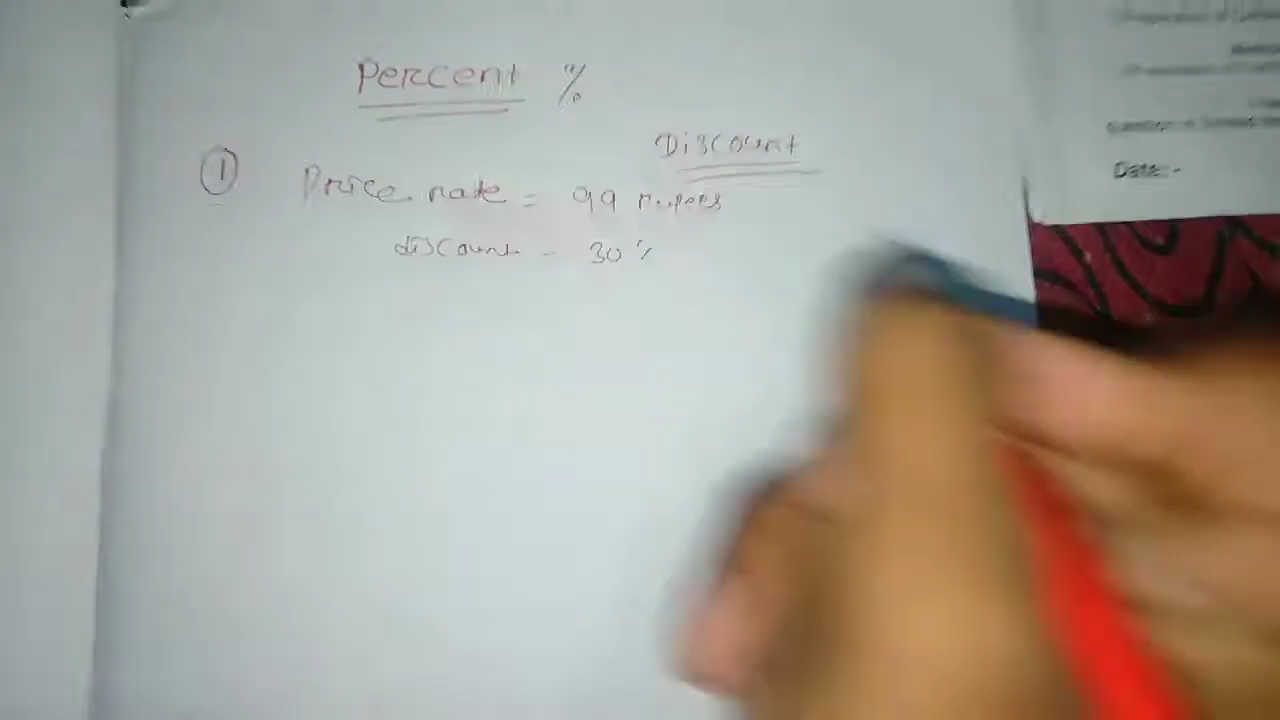 Percent %
Discount
① Price rate = 99 rupees
discount - 30%
Date:-